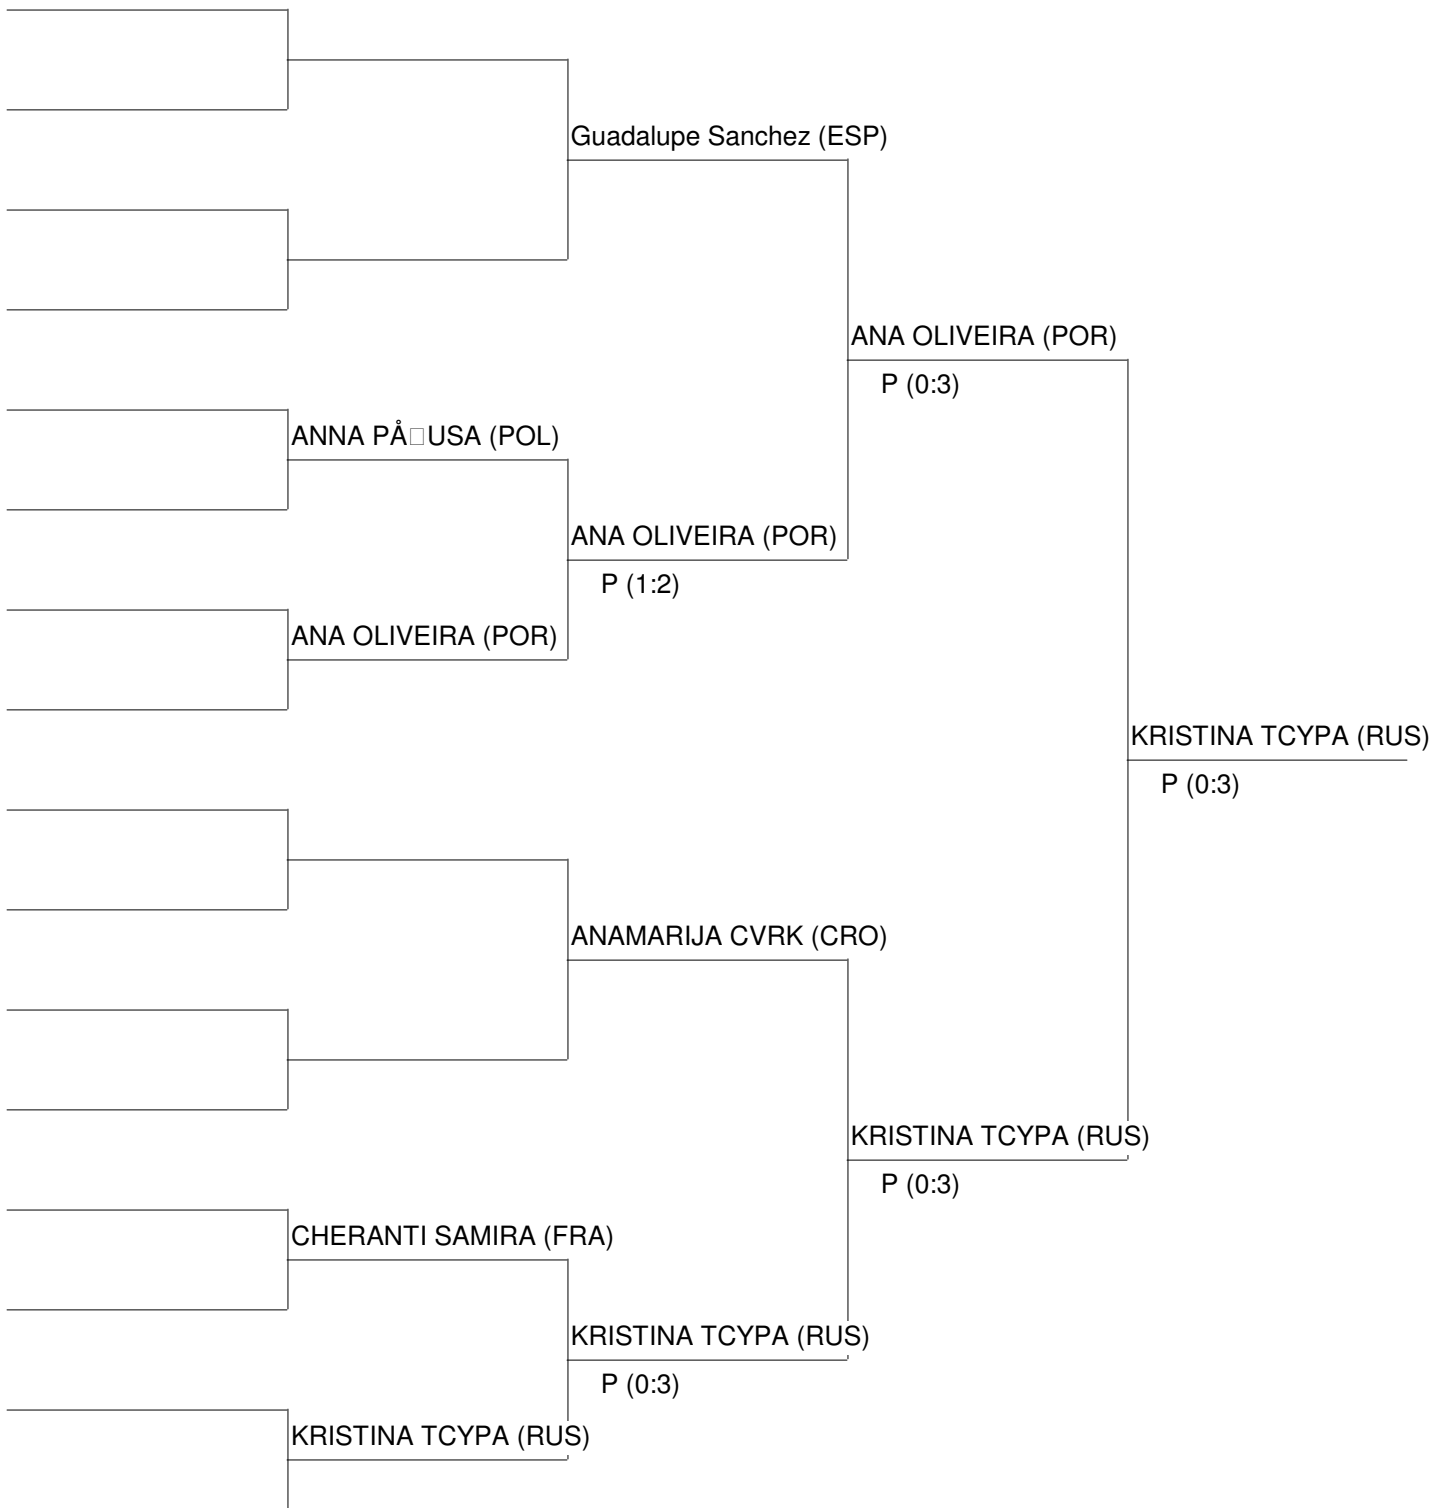 Guadalupe Sanchez (ESP)
ANA OLIVEIRA (POR)
P (0:3)
ANNA PÅ□USA (POL)
ANA OLIVEIRA (POR)
P (1:2)
ANA OLIVEIRA (POR)
KRISTINA TCYPA (RUS)
P (0:3)
ANAMARIJA CVRK (CRO)
KRISTINA TCYPA (RUS)
P (0:3)
CHERANTI SAMIRA (FRA)
KRISTINA TCYPA (RUS)
P (0:3)
KRISTINA TCYPA (RUS)